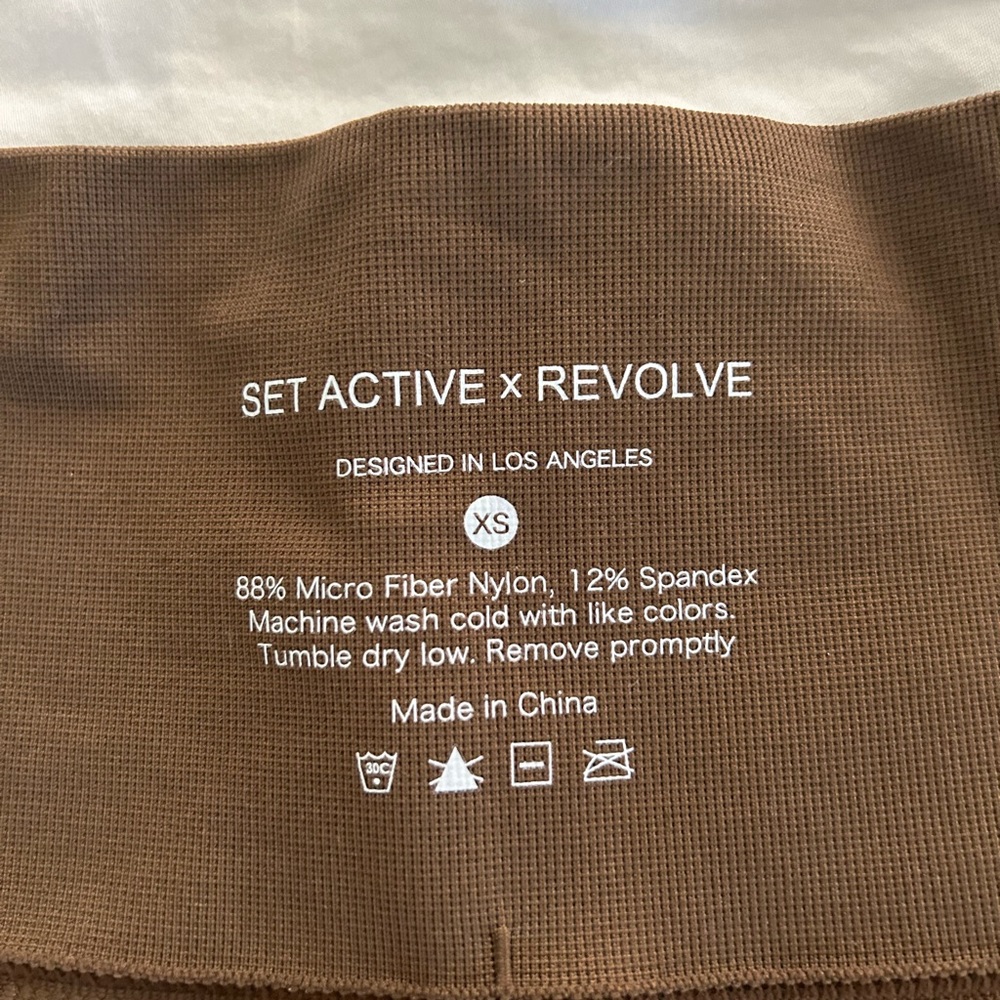 SET ACTIVE x REVOLVE
DESIGNED IN LOS ANGELES
XS
88% Micro Fiber Nylon, 12% Spandex
Machine wash cold with like colors.
Tumble dry low. Remove promptly
Made in China
30C